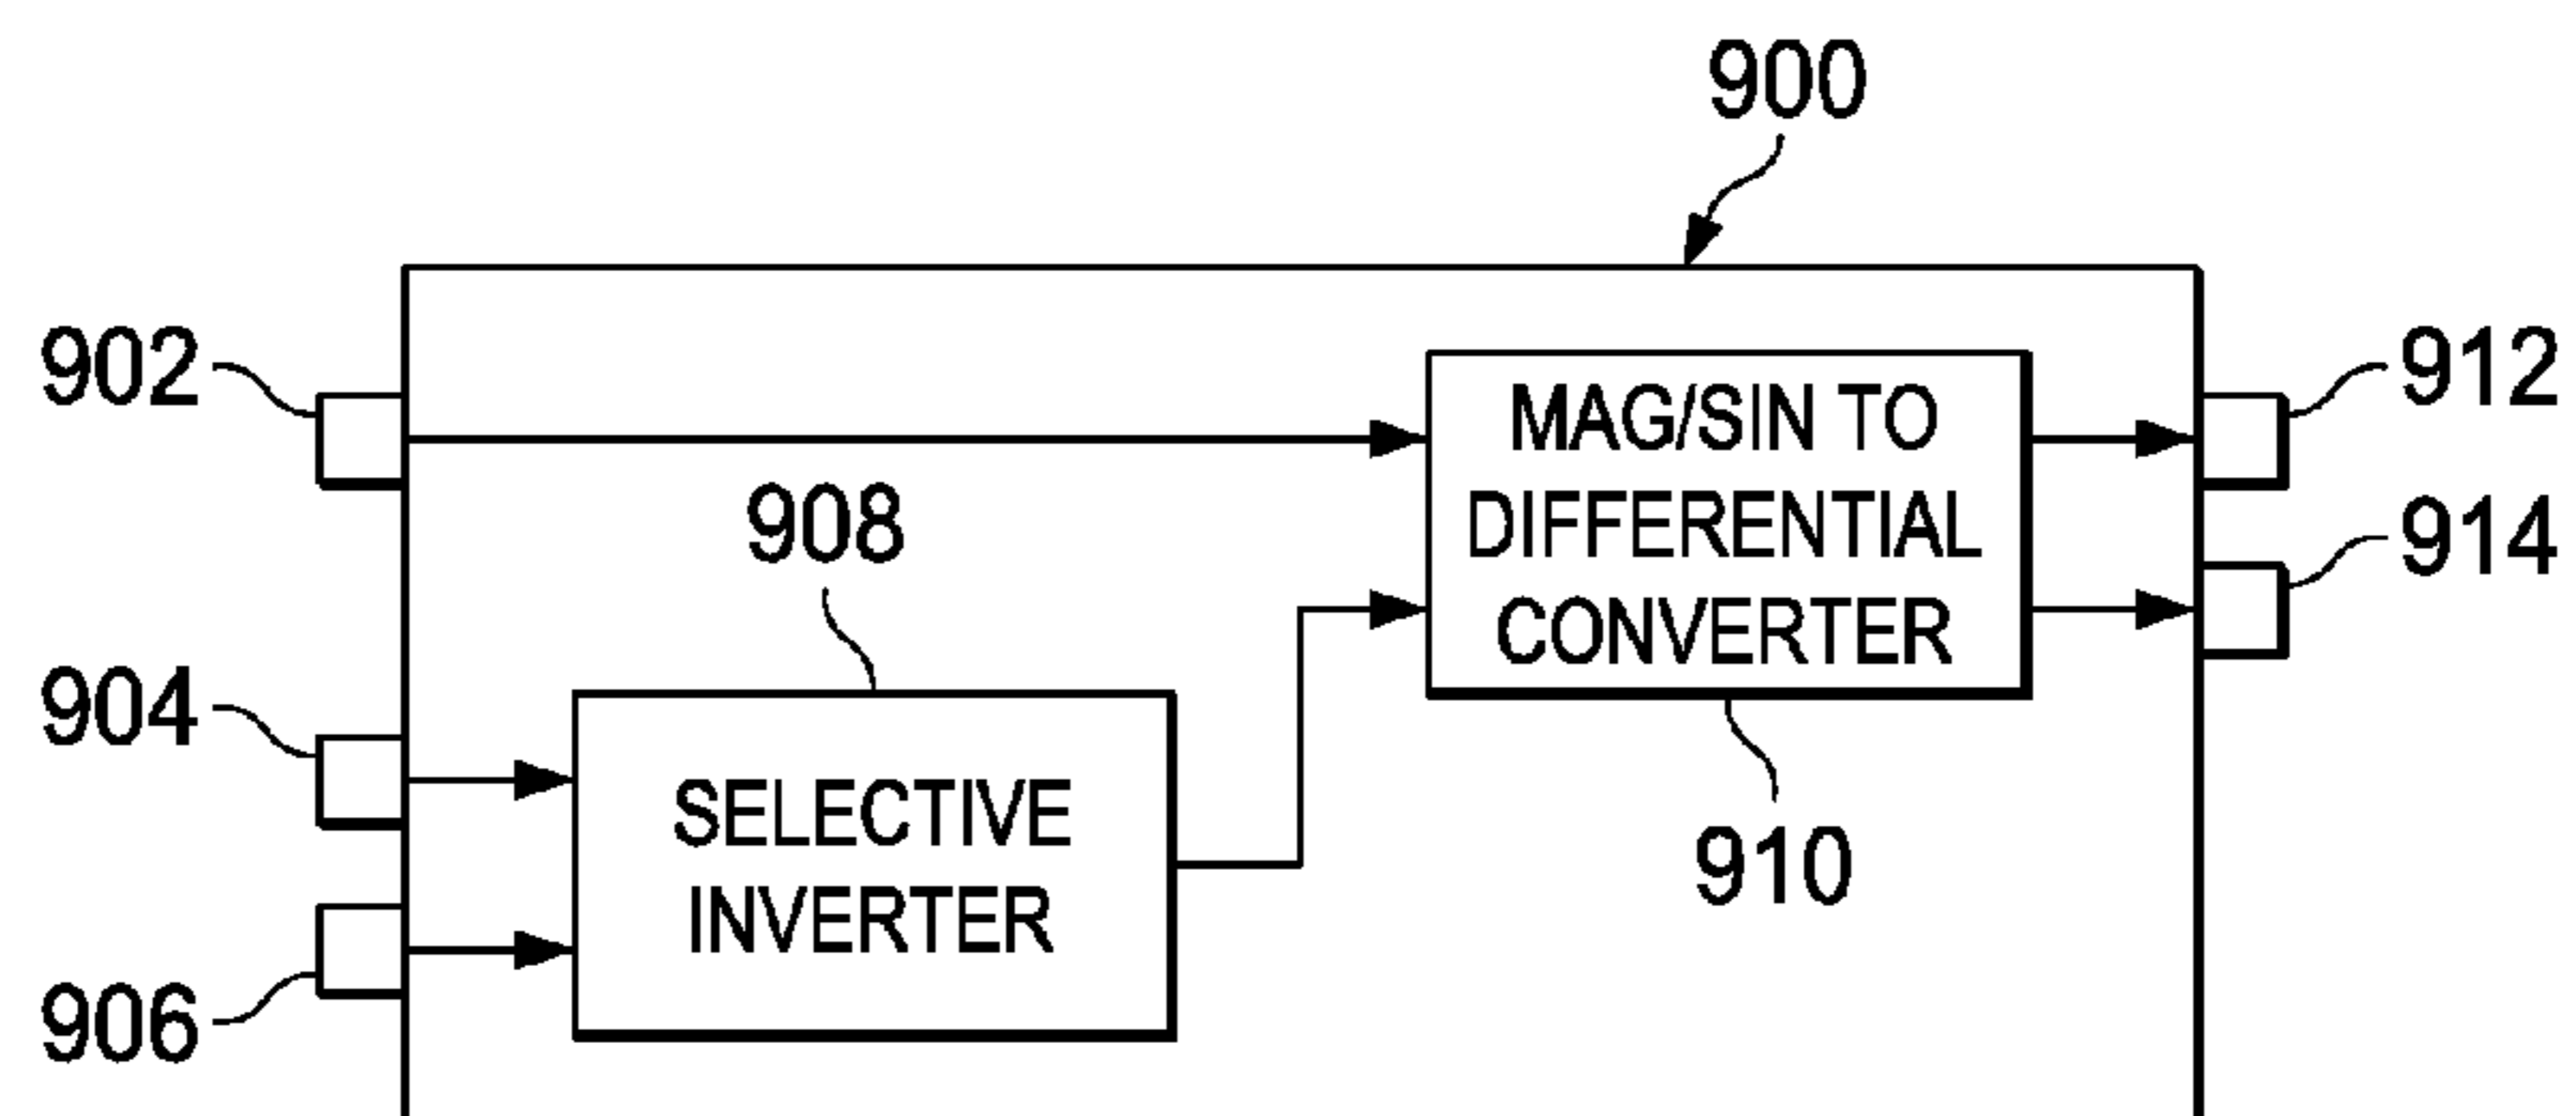 900
902
912
MAG/SIN TO
DIFFERENTIAL
CONVERTER
908
914
904
SELECTIVE
INVERTER
910
906